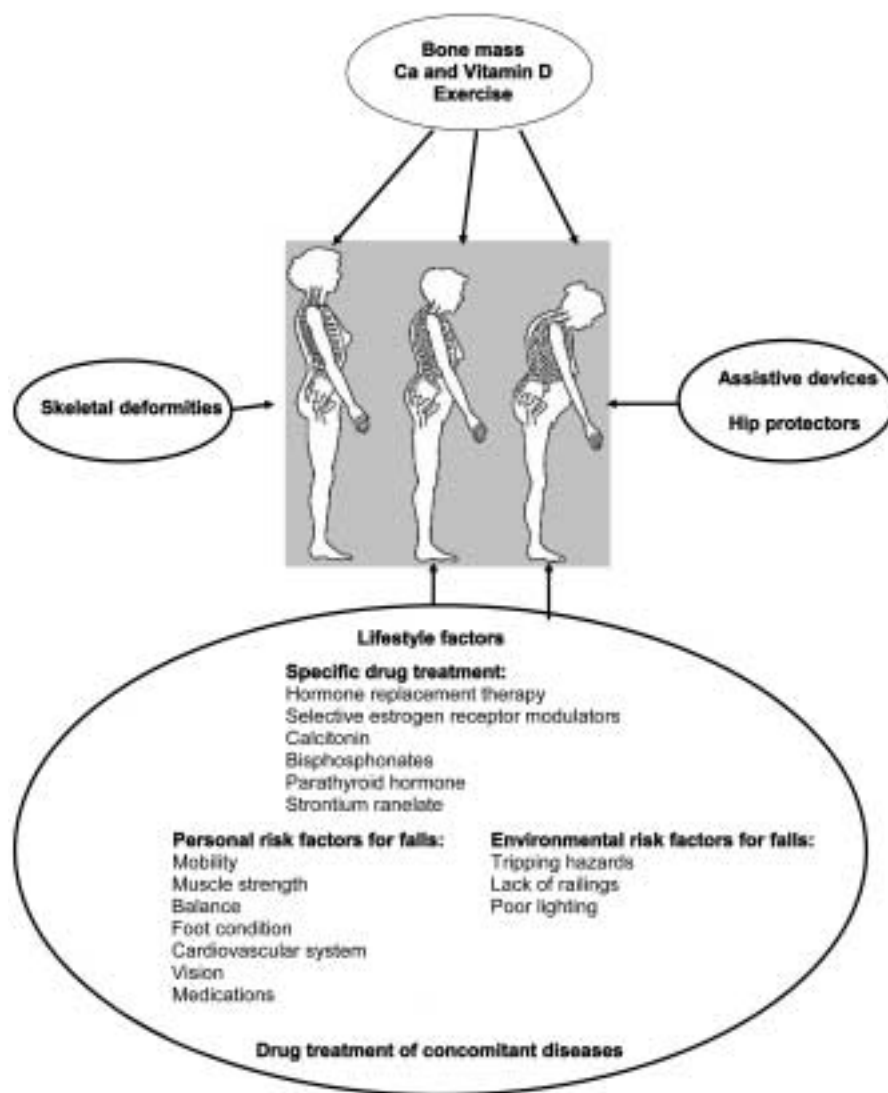 Bone mass
Ca and Vitamin D
Exercise
Skeletal deformities
Assistive devices
Hip protectors
Lifestyle factors
Specific drug treatment:
Hormone replacement therapy
Selective estrogen receptor modulators
Calcitonin
Bisphosphonates
Parathyroid hormone
Strontium ranelate
Personal risk factors for falls:
Mobility
Muscle strength
Balance
Foot condition
Cardiovascular system
Vision
Medications
Environmental risk factors for falls:
Tripping hazards
Lack of railings
Poor lighting
Drug treatment of concomitant diseases